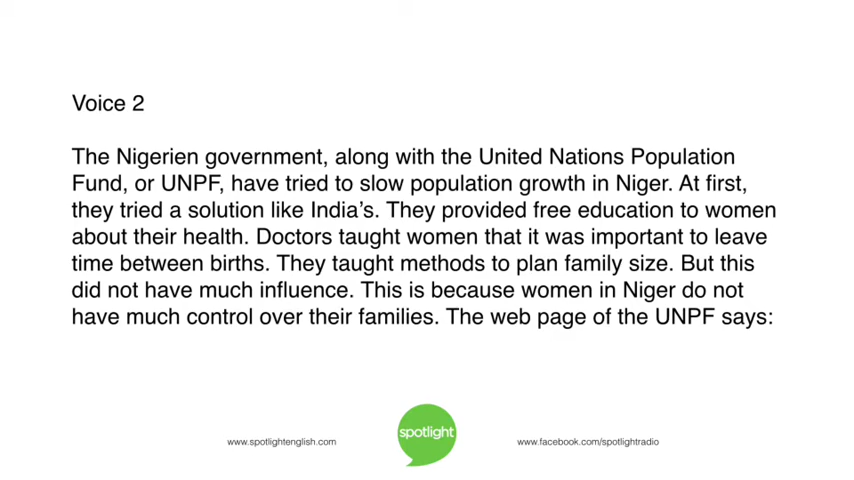 Voice 2
The Nigerien government, along with the United Nations Population
Fund, or UNPF, have tried to slow population growth in Niger. At first,
they tried a solution like India’s. They provided free education to women
about their health. Doctors taught women that it was important to leave
time between births. They taught methods to plan family size. But this
did not have much influence. This is because women in Niger do not
have much control over their families. The web page of the UNPF says:
www.spotlightenglish.com
spotlight
www.facebook.com/spotlightradio